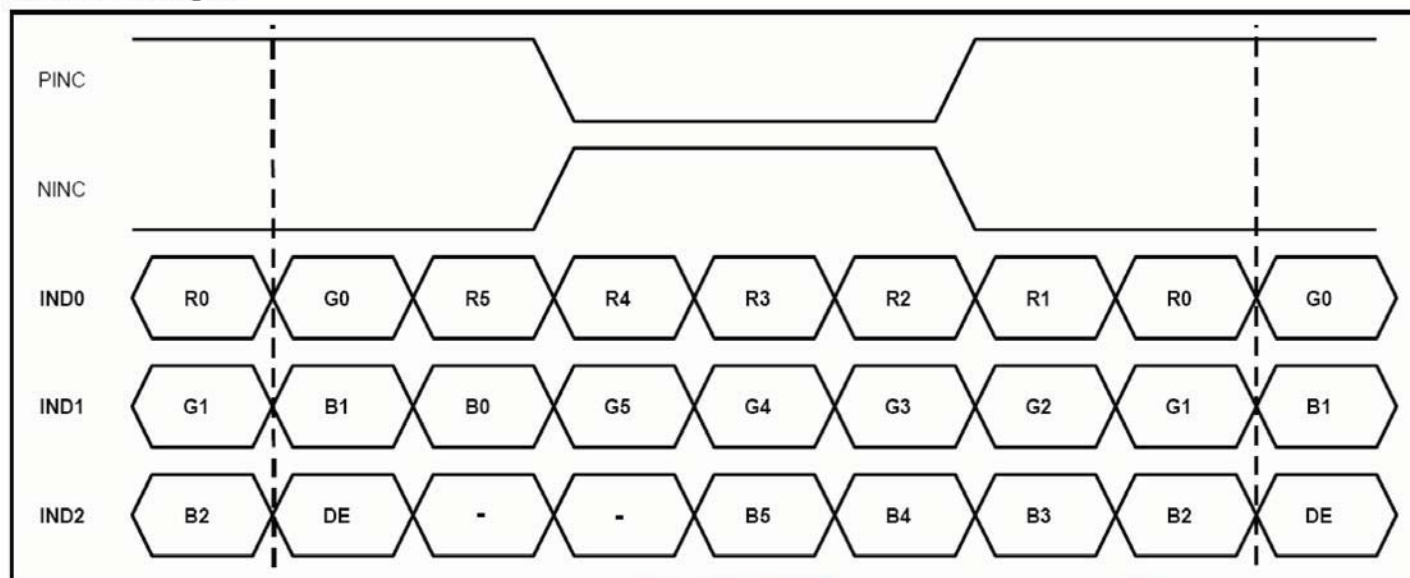 PINC
NINC
IND0 R0 G0 R5 R4 R3 R2 R1 R0 G0
IND1 G1 B1 B0 G5 G4 G3 G2 G1 B1
IND2 B2 DE - - B5 B4 B3 B2 DE